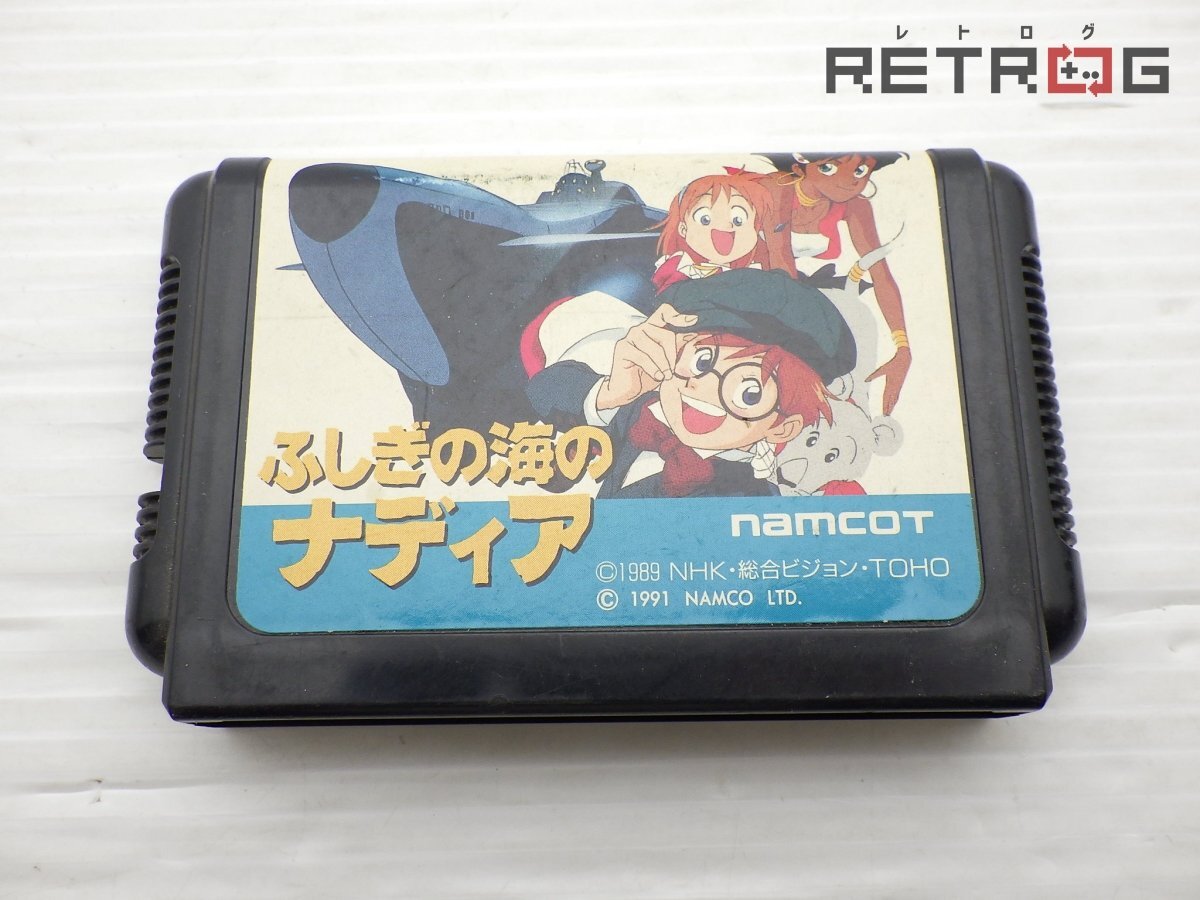 レトログ
RETROG
ふしぎの海の
ナディア
namcoT
©1989 NHK・総合ビジョン・TOHO
© 1991 NAMCO LTD.